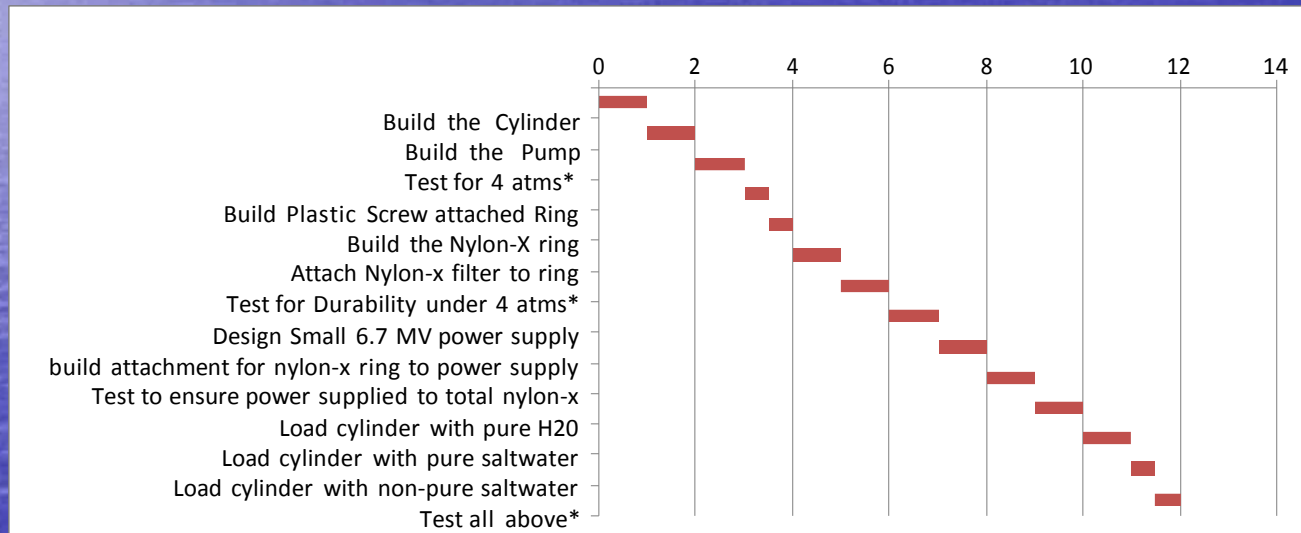 0 2 4 6 8 10 12 14
Build the Cylinder
Build the Pump
Test for 4 atms*
Build Plastic Screw attached Ring
Build the Nylon-X ring
Attach Nylon-x filter to ring
Test for Durability under 4 atms*
Design Small 6.7 MV power supply
build attachment for nylon-x ring to power supply
Test to ensure power supplied to total nylon-x
Load cylinder with pure H20
Load cylinder with pure saltwater
Load cylinder with non-pure saltwater
Test all above*